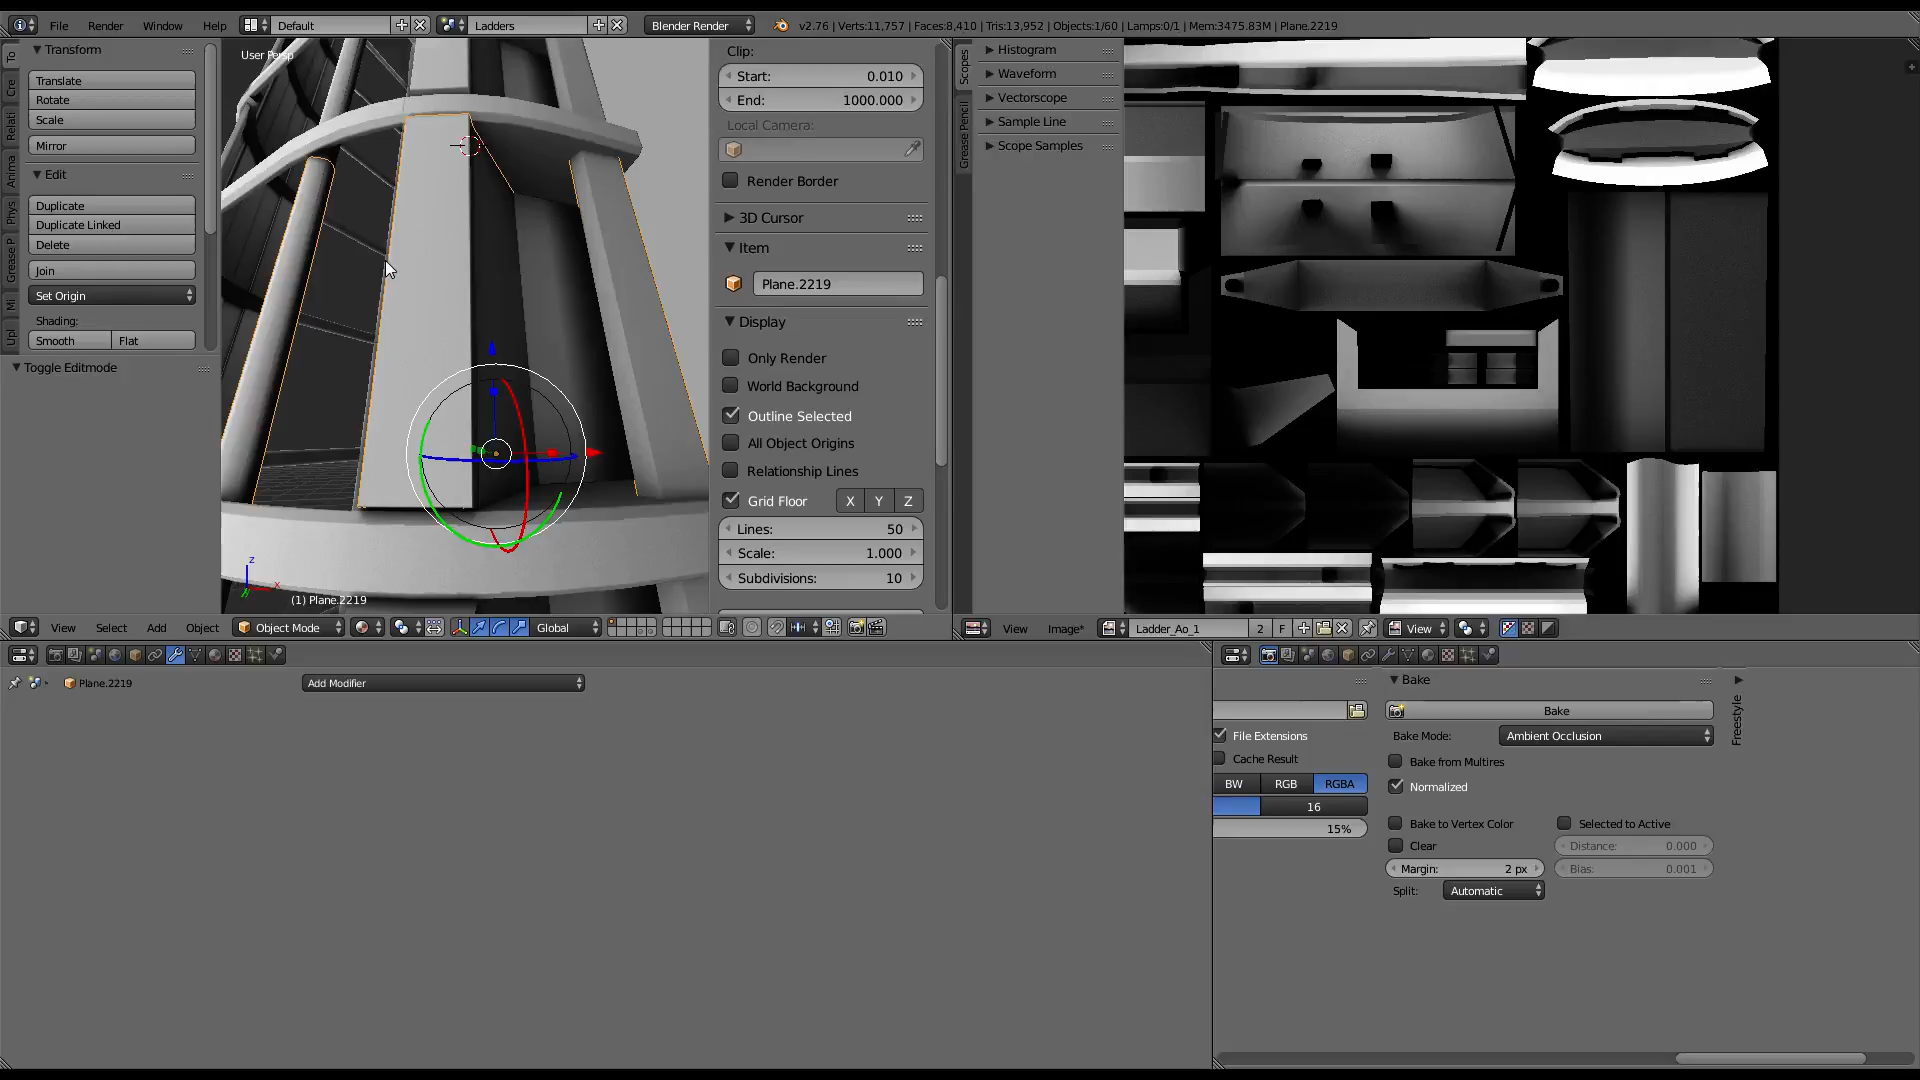 File Render Window Help Default Ladders Blender Render v2.76 | Verts:11,757 | Faces:8,410 | Tris:13,952 | Objects:1/60 | Lamps:0/1 | Mem:3475.83M | Plane.2219
Transform
Translate
Rotate
Scale
Mirror
Edit
Duplicate
Duplicate Linked
Delete
Join
Set Origin
Shading:
Smooth Flat
Toggle Editmode
To
Cre
Relati
Anima
Phys
Grease P
Mi
Upl
User Persp
z
x
y
(1) Plane.2219
Clip:
Start: 0.010
End: 1000.000
Local Camera:
Render Border
3D Cursor
Item
Plane.2219
Display
Only Render
World Background
Outline Selected
All Object Origins
Relationship Lines
Grid Floor X Y Z
Lines: 50
Scale: 1.000
Subdivisions: 10
Scopes
Grease Pencil
Histogram
Waveform
Vectorscope
Sample Line
Scope Samples
View Select Add Object Object Mode Global
View Image* Ladder_Ao_1 2 F View
Plane.2219 Add Modifier
File Extensions
Cache Result
BW RGB RGBA
16
15%
Bake
Bake
Bake Mode: Ambient Occlusion
Bake from Multires
Normalized
Bake to Vertex Color Selected to Active
Clear Distance: 0.000
Margin: 2 px Bias: 0.001
Split: Automatic
Freestyle